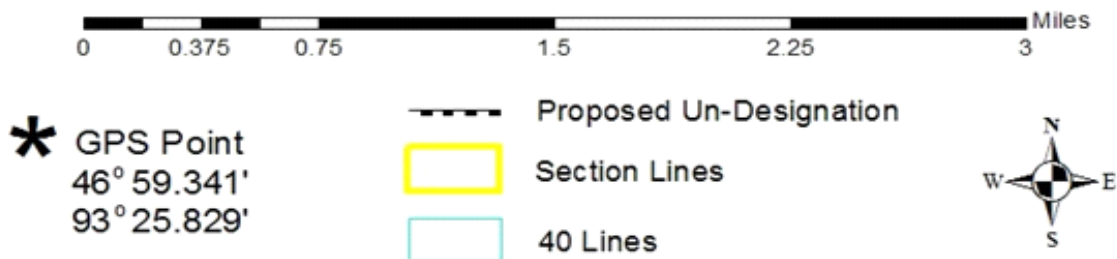 Miles
0 0.375 0.75 1.5 2.25 3
* GPS Point
46° 59.341'
93° 25.829'
Proposed Un-Designation
Section Lines
40 Lines
N
W E
S